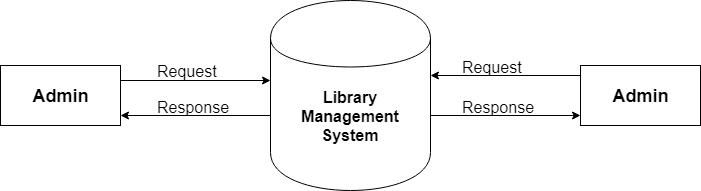 Request
Request
Admin
Library
Management
System
Admin
Response
Response